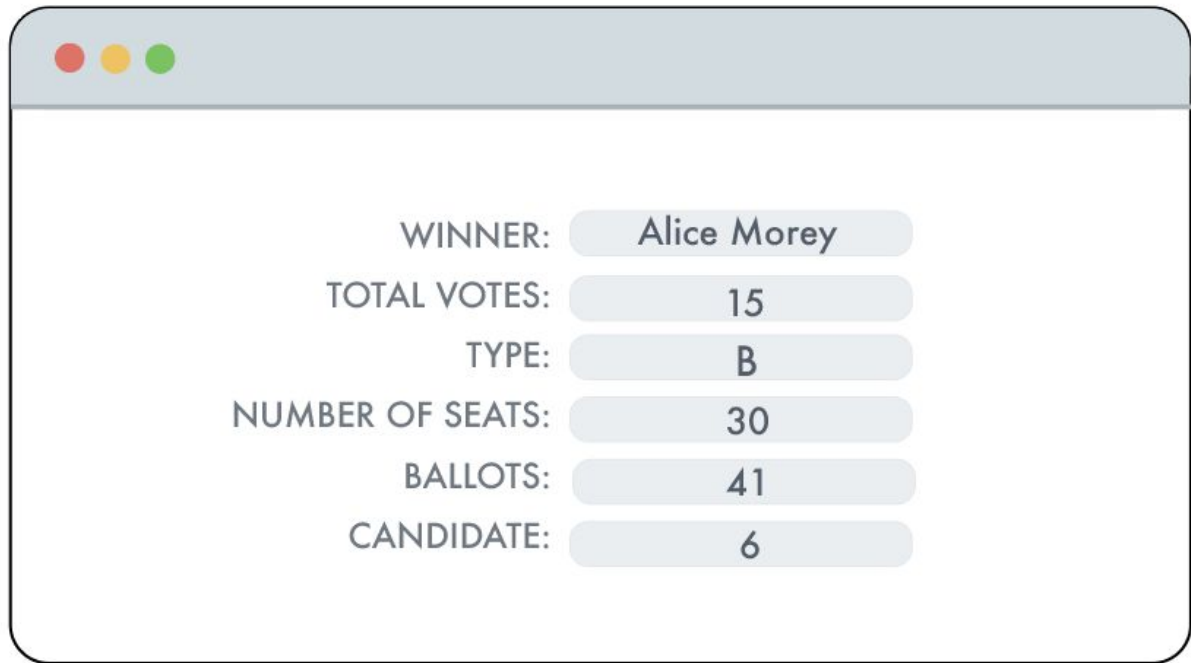 WINNER: Alice Morey
TOTAL VOTES: 15
TYPE: B
NUMBER OF SEATS: 30
BALLOTS: 41
CANDIDATE: 6